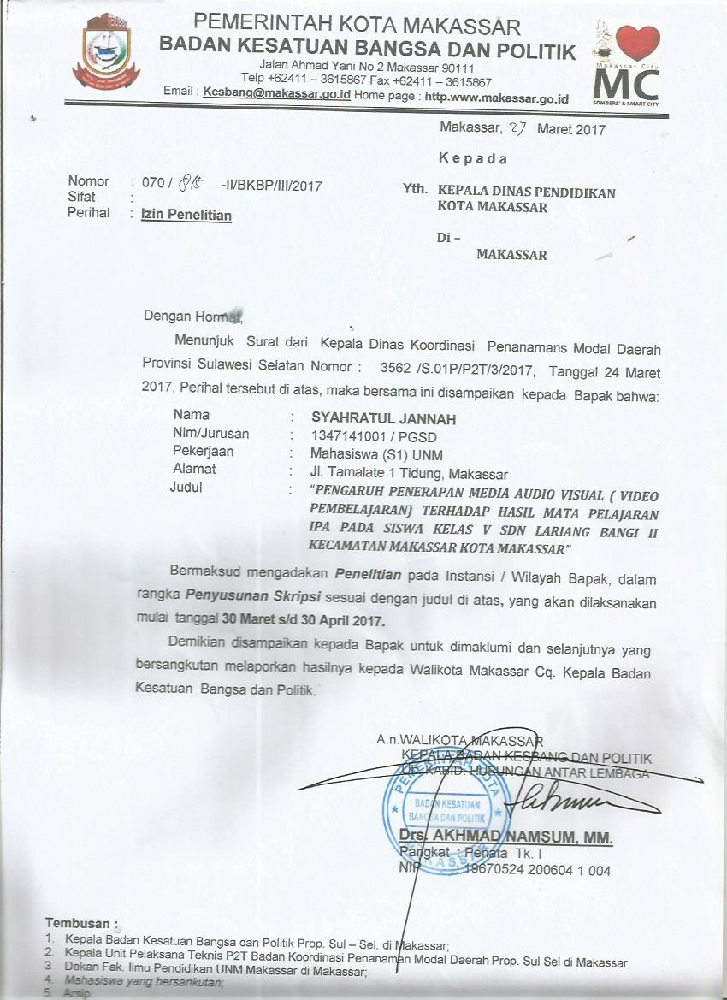 PEMERINTAH KOTA MAKASSAR
BADAN KESATUAN BANGSA DAN POLITIK
Jalan Ahmad Yani No 2 Makassar 90111
Telp +62411 – 3615867 Fax +62411 – 3615867
Email : Kesbang@makassar.go.id Home page : http.www.makassar.go.id
Makassar City
MC
SOMBERE' & SMART CITY
Makassar, 27 Maret 2017
Kepada
Nomor : 070 / 815 -II/BKBP/III/2017
Sifat :
Perihal : Izin Penelitian
Yth. KEPALA DINAS PENDIDIKAN
KOTA MAKASSAR
Di –
MAKASSAR
Dengan Hormat,
Menunjuk Surat dari Kepala Dinas Koordinasi Penanamans Modal Daerah
Provinsi Sulawesi Selatan Nomor : 3562 /S.01P/P2T/3/2017, Tanggal 24 Maret
2017, Perihal tersebut di atas, maka bersama ini disampaikan kepada Bapak bahwa:
Nama : SYAHRATUL JANNAH
Nim/Jurusan : 1347141001 / PGSD
Pekerjaan : Mahasiswa (S1) UNM
Alamat : Jl. Tamalate 1 Tidung, Makassar
Judul : "PENGARUH PENERAPAN MEDIA AUDIO VISUAL ( VIDEO
PEMBELAJARAN) TERHADAP HASIL MATA PELAJARAN
IPA PADA SISWA KELAS V SDN LARIANG BANGI II
KECAMATAN MAKASSAR KOTA MAKASSAR"
Bermaksud mengadakan Penelitian pada Instansi / Wilayah Bapak, dalam
rangka Penyusunan Skripsi sesuai dengan judul di atas, yang akan dilaksanakan
mulai tanggal 30 Maret s/d 30 April 2017.
Demikian disampaikan kepada Bapak untuk dimaklumi dan selanjutnya yang
bersangkutan melaporkan hasilnya kepada Walikota Makassar Cq. Kepala Badan
Kesatuan Bangsa dan Politik.
A.n.WALIKOTA MAKASSAR
KEPALA BADAN KESBANG DAN POLITIK
KABID. HUBUNGAN ANTAR LEMBAGA
PEMERINTAH KOTA
BADAN KESATUAN
BANGSA DAN POLITIK
MAKASSAR
Drs. AKHMAD NAMSUM, MM.
Pangkat : Penata Tk. I
NIP : 19670524 200604 1 004
Tembusan :
1. Kepala Badan Kesatuan Bangsa dan Politik Prop. Sul – Sel. di Makassar;
2. Kepala Unit Pelaksana Teknis P2T Badan Koordinasi Penanaman Modal Daerah Prop. Sul Sel di Makassar;
3 Dekan Fak. Ilmu Pendidikan UNM Makassar di Makassar;
4. Mahasiswa yang bersankutan;
5. Arsip